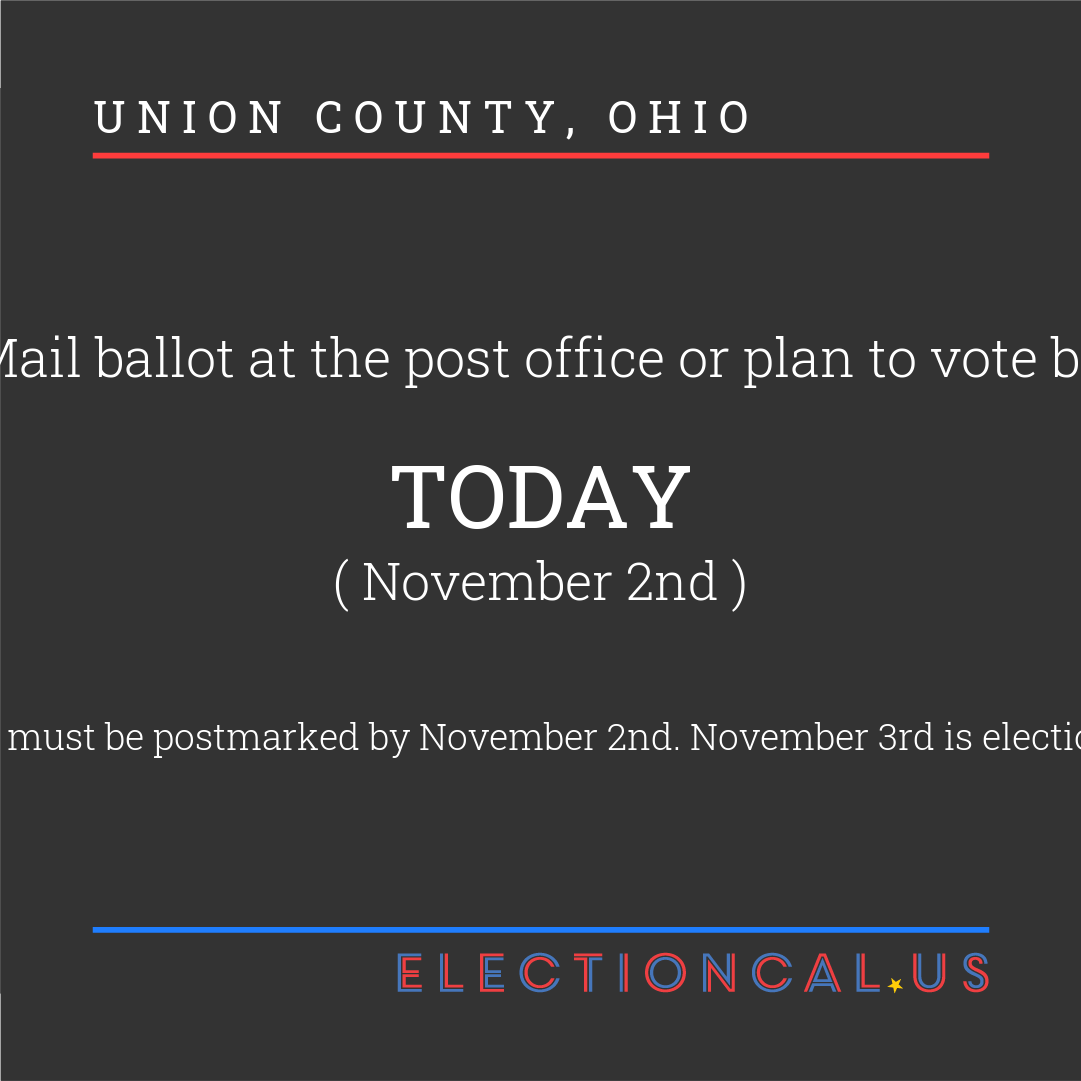 UNION COUNTY, OHIO
Mail ballot at the post office or plan to vote b
TODAY
( November 2nd )
must be postmarked by November 2nd. November 3rd is electio
ELECTIONCAL.US